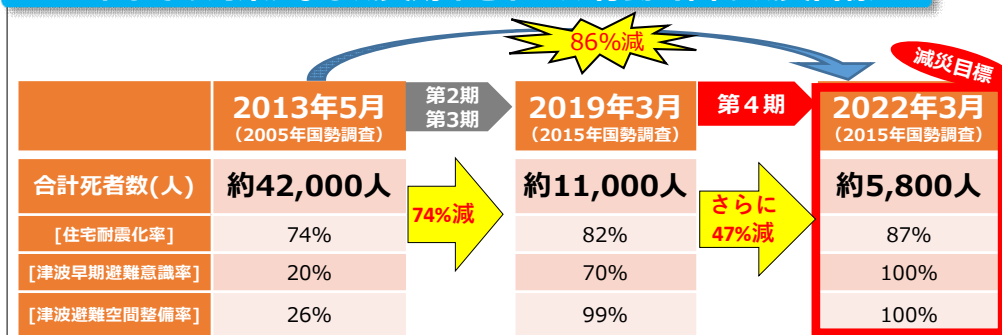 86%減
減災目標
2013年5月
（2005年国勢調査）
第2期
第3期
2019年3月
（2015年国勢調査）
第４期
2022年3月
（2015年国勢調査）
合計死者数(人)
約42,000人
74%減
約11,000人
さらに
47%減
約5,800人
[住宅耐震化率]
74%
82%
87%
[津波早期避難意識率]
20%
70%
100%
[津波避難空間整備率]
26%
99%
100%